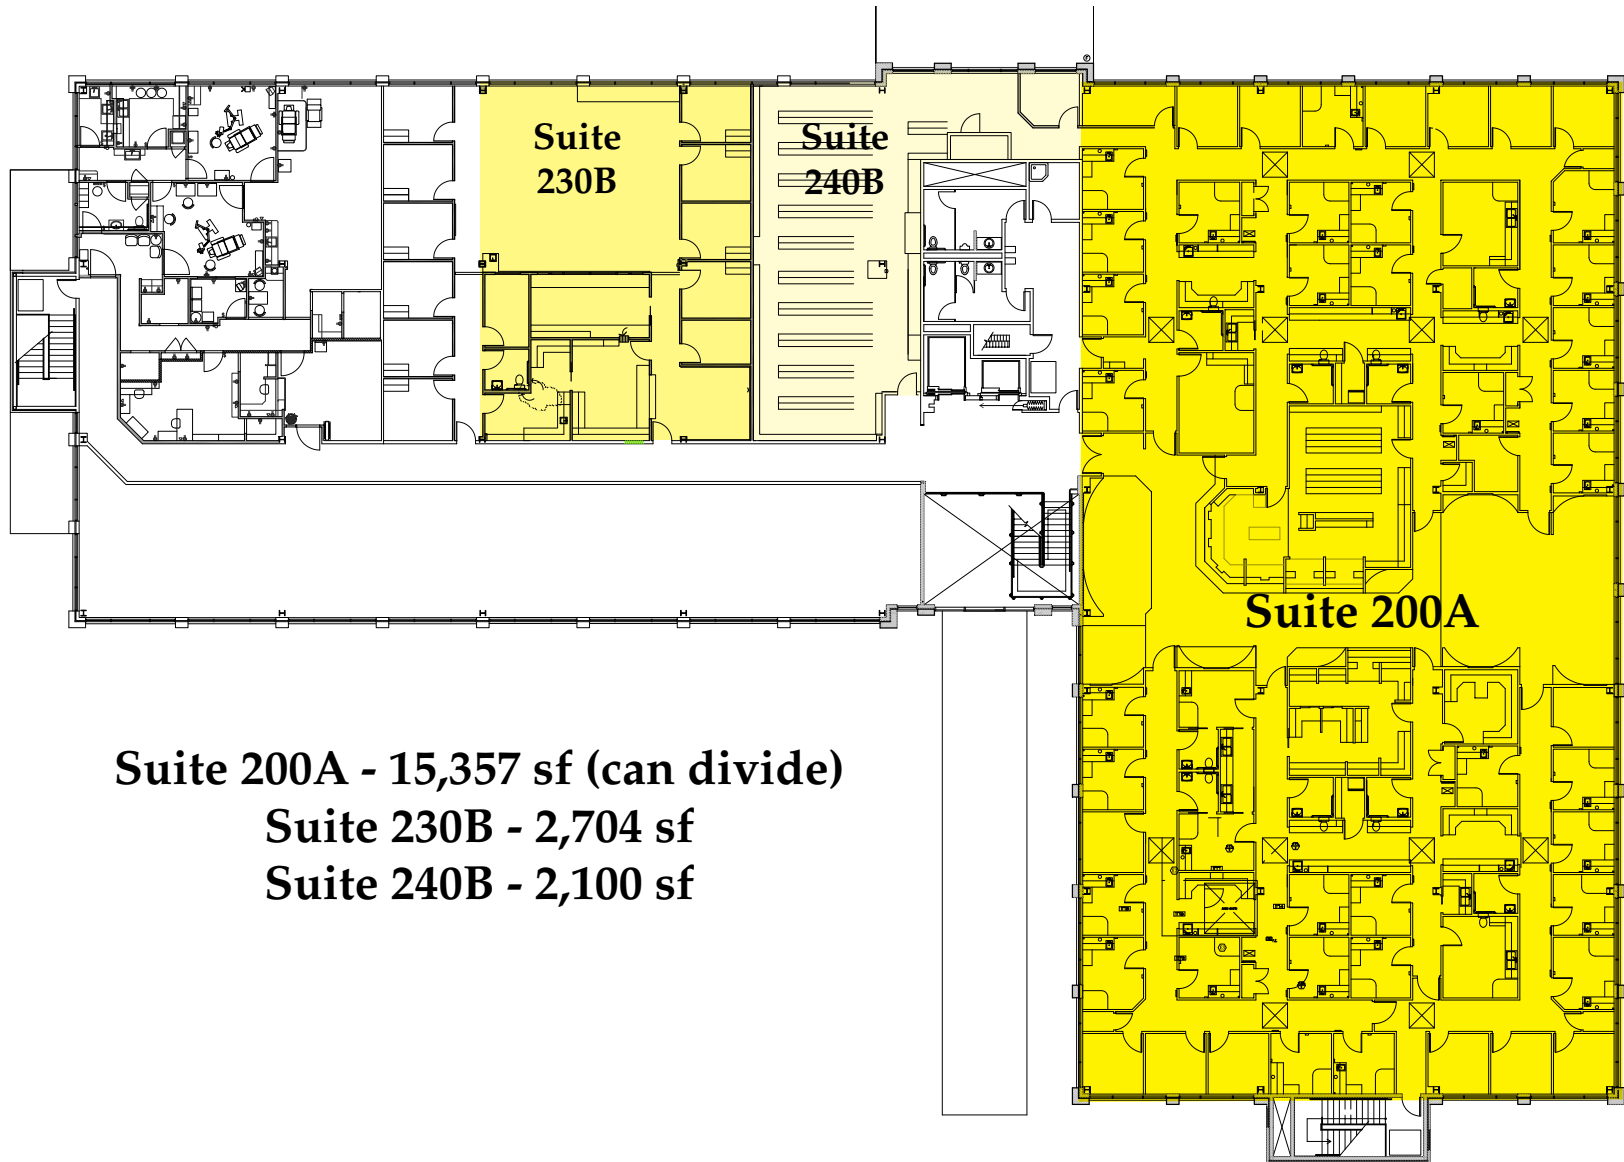 Suite
230B
Suite
240B
Suite 200A
Suite 200A - 15,357 sf (can divide)
Suite 230B - 2,704 sf
Suite 240B - 2,100 sf